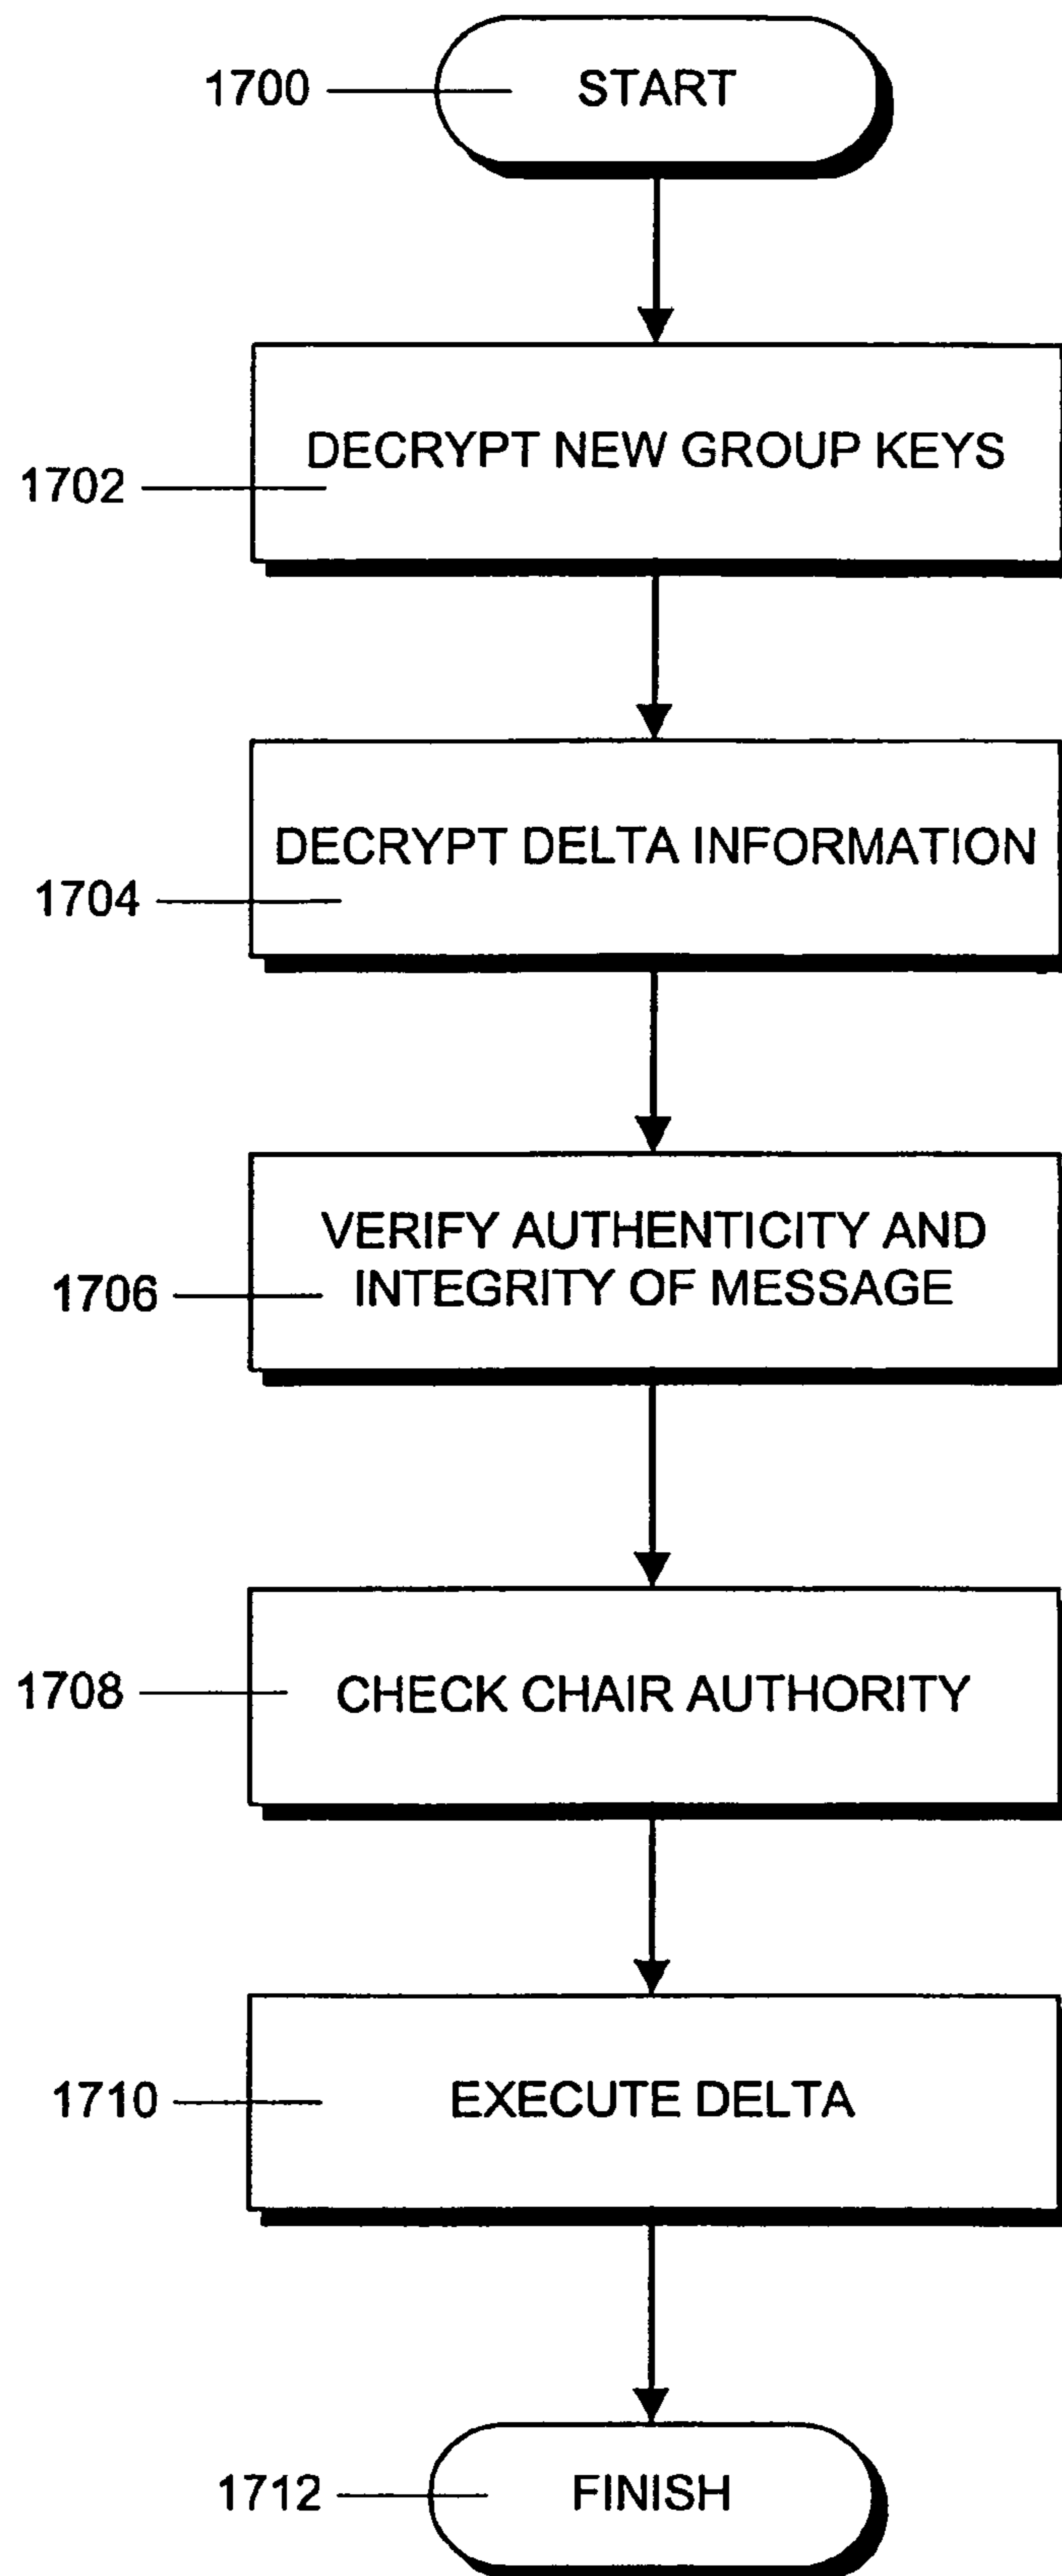 1700
START
DECRYPT NEW GROUP KEYS
1702
DECRYPT DELTA INFORMATION
1704
VERIFY AUTHENTICITY AND
INTEGRITY OF MESSAGE
1706
CHECK CHAIR AUTHORITY
1708
EXECUTE DELTA
1710
FINISH
1712